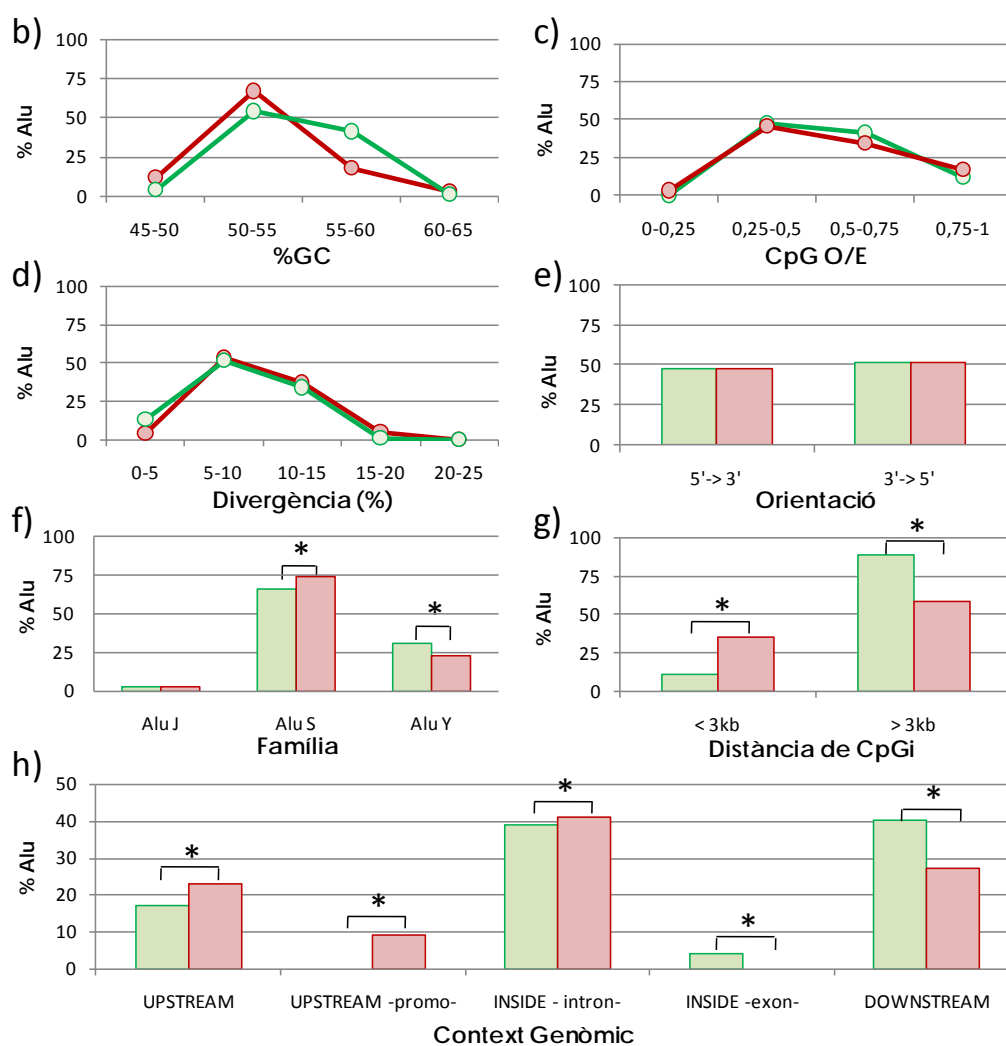 b)
100
75
50
25
0
% Alu
45-50 50-55 55-60 60-65
%GC
c)
100
75
50
25
0
% Alu
0-0,25 0,25-0,5 0,5-0,75 0,75-1
CpG O/E
d)
100
75
50
25
0
% Alu
0-5 5-10 10-15 15-20 20-25
Divergència (%)
e)
100
75
50
25
0
% Alu
5'-> 3' 3'-> 5'
Orientació
f)
100
75
50
25
0
% Alu
*
*
Alu J Alu S Alu Y
Família
g)
100
75
50
25
0
% Alu
*
*
< 3kb > 3kb
Distància de CpGi
h)
50
40
30
20
10
0
% Alu
*
*
*
*
*
UPSTREAM UPSTREAM -promo- INSIDE - intron- INSIDE -exon- DOWNSTREAM
Context Genòmic